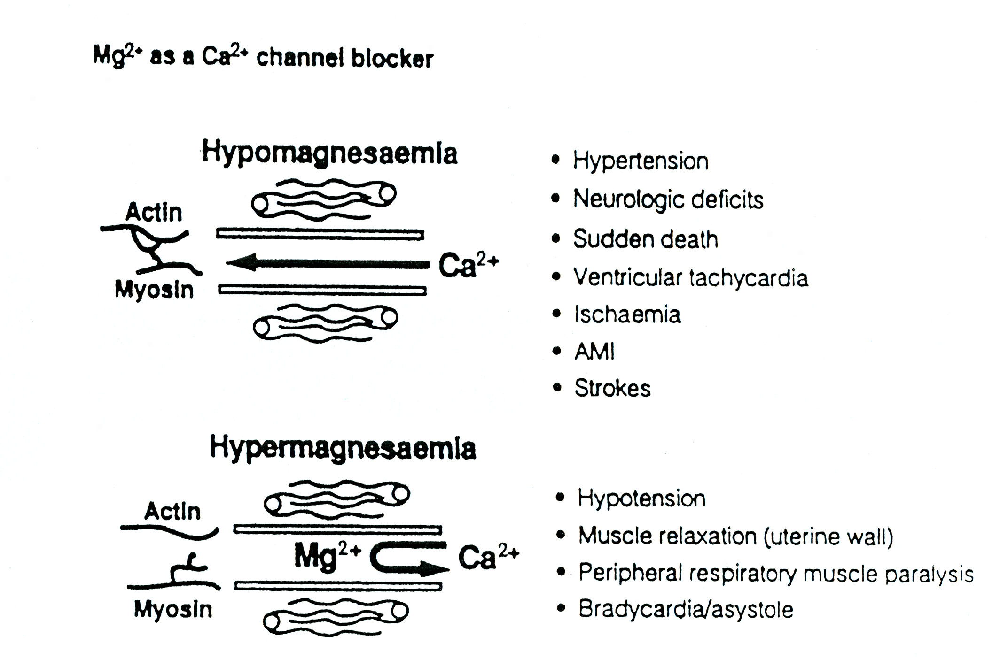 Mg²⁺ as a Ca²⁺ channel blocker
Hypomagnesaemia
Actin
Ca²⁺
Myosin
• Hypertension
• Neurologic deficits
• Sudden death
• Ventricular tachycardia
• Ischaemia
• AMI
• Strokes
Hypermagnesaemia
Actin
Mg²⁺ Ca²⁺
Myosin
• Hypotension
• Muscle relaxation (uterine wall)
• Peripheral respiratory muscle paralysis
• Bradycardia/asystole